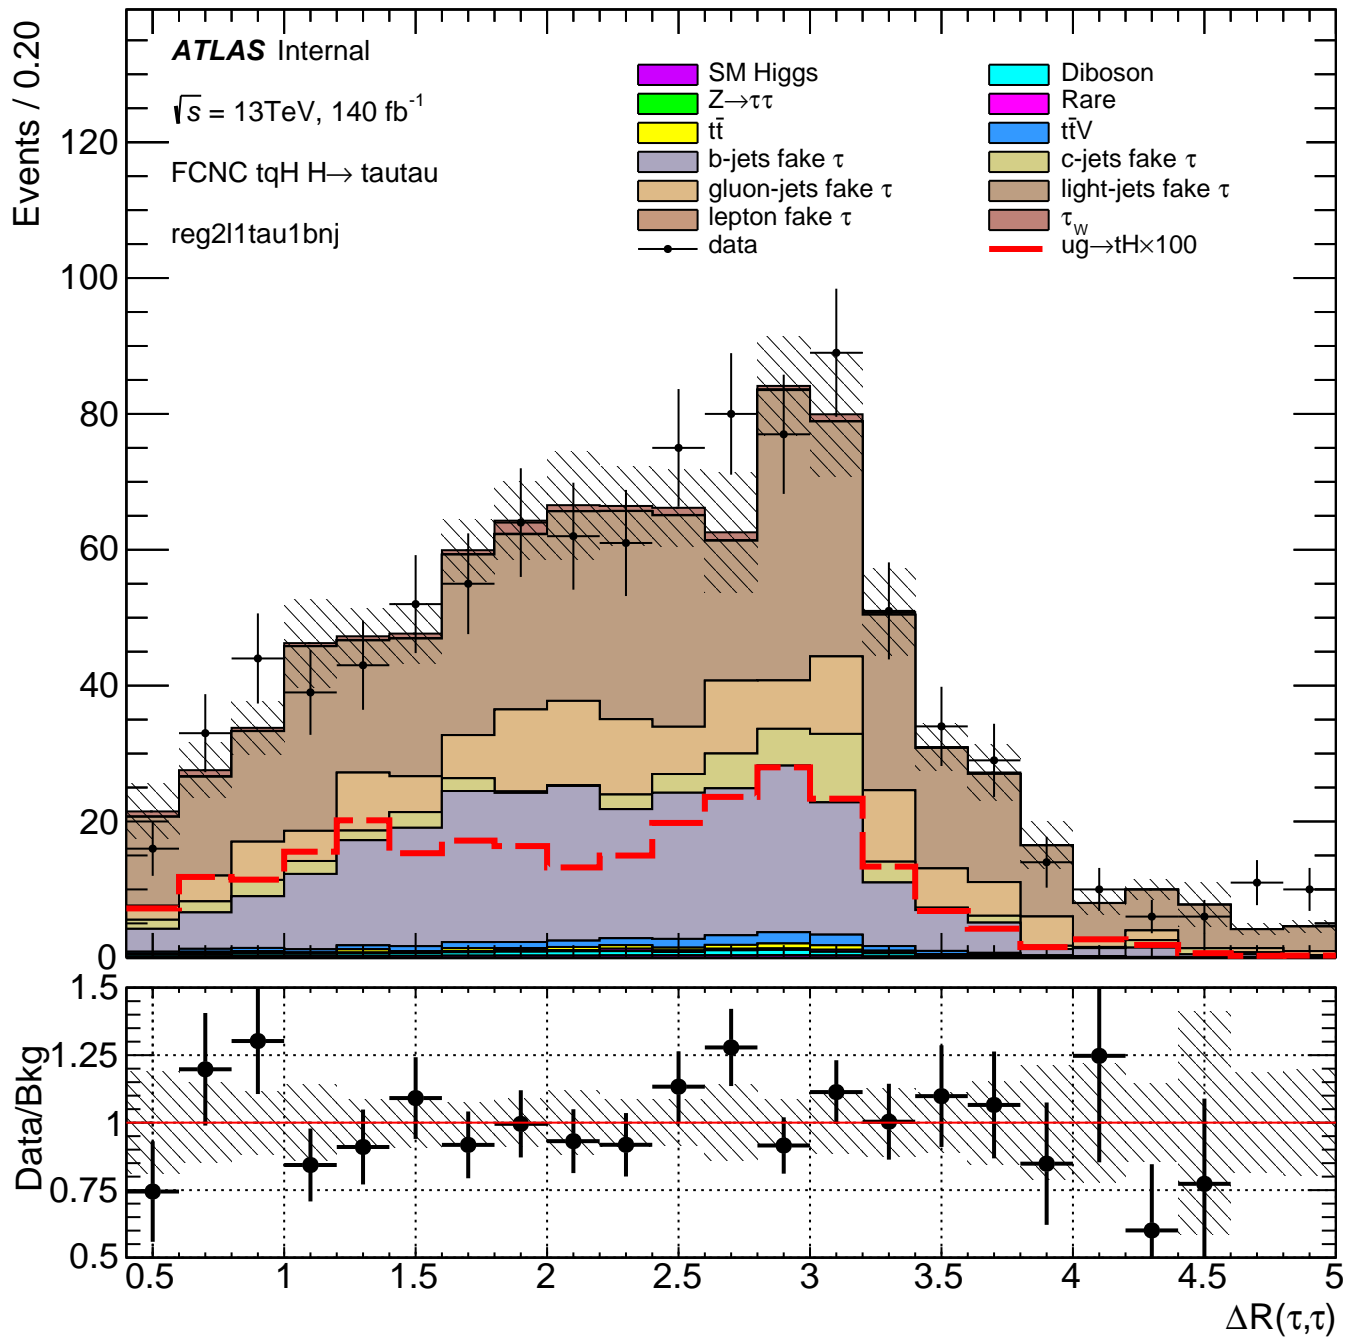 ATLAS Internal
√s = 13TeV, 140 fb⁻¹
FCNC tqH H→ tautau
reg2l1tau1bnj
SM Higgs
Z→ττ
tt̄
b-jets fake τ
gluon-jets fake τ
lepton fake τ
data
Diboson
Rare
tt̄V
c-jets fake τ
light-jets fake τ
τ_W
ug→tH×100
Events / 0.20
120
100
80
60
40
20
0
Data/Bkg
1.5
1.25
1
0.75
0.5
0.5 1 1.5 2 2.5 3 3.5 4 4.5 5
ΔR(τ,τ)